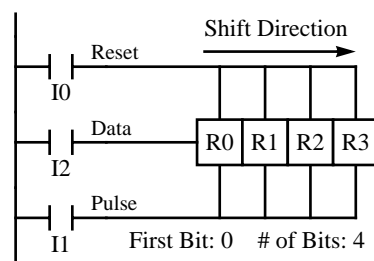 Shift Direction
Reset
I0
Data
R0 R1 R2 R3
I2
Pulse
I1
First Bit: 0 # of Bits: 4